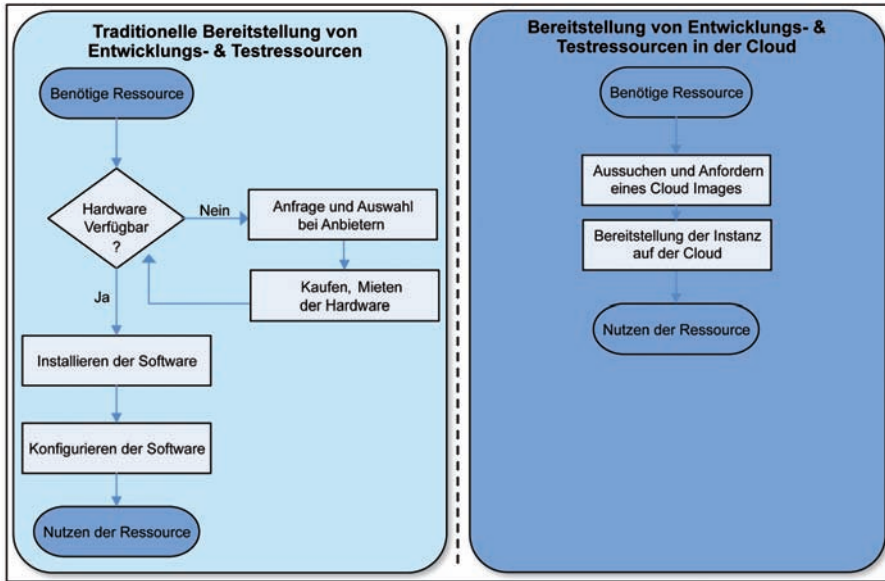 Traditionelle Bereitstellung von
Entwicklungs- & Testressourcen
Benötige Ressource
Hardware
Verfügbar
?
Nein
Anfrage und Auswahl
bei Anbietern
Kaufen, Mieten
der Hardware
Ja
Installieren der Software
Konfigurieren der Software
Nutzen der Ressource
Bereitstellung von Entwicklungs- &
Testressourcen in der Cloud
Benötige Ressource
Aussuchen und Anfordern
eines Cloud Images
Bereitstellung der Instanz
auf der Cloud
Nutzen der Ressource